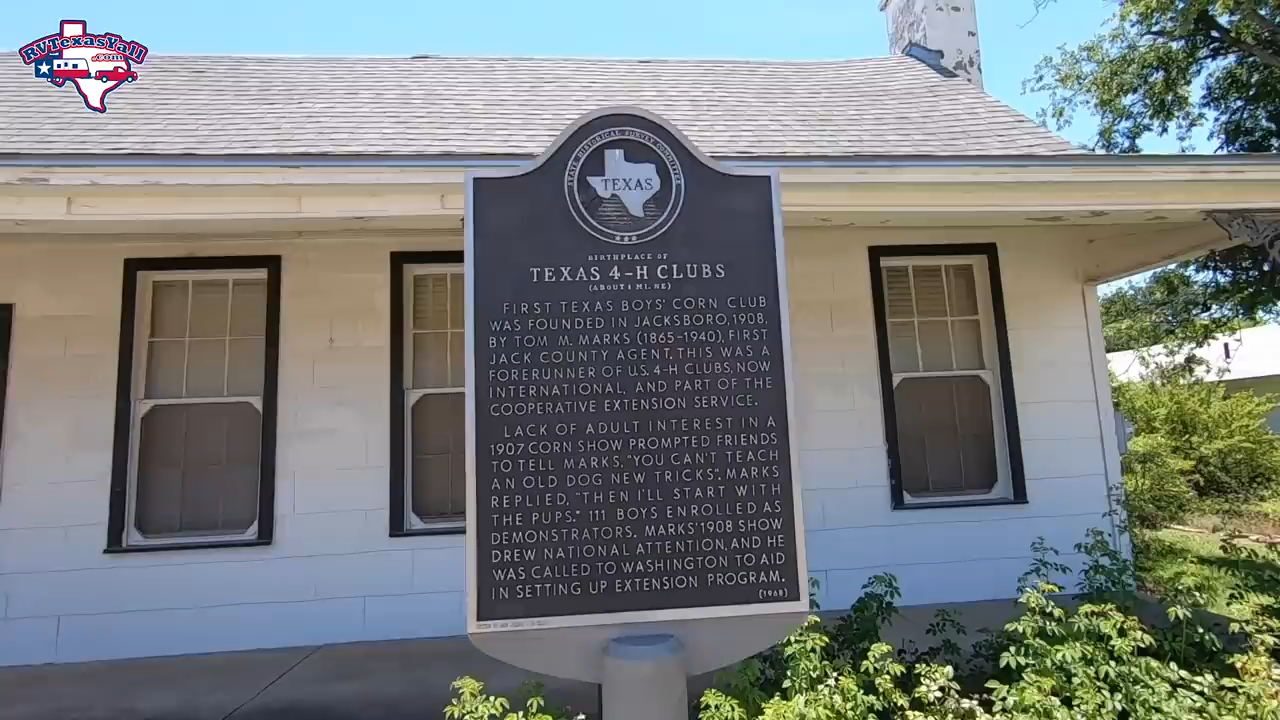 RVTexasYall
.com
STATE HISTORICAL SURVEY COMMITTEE
TEXAS
BIRTHPLACE OF
TEXAS 4-H CLUBS
(ABOUT 1 MI. NE)
FIRST TEXAS BOYS' CORN CLUB
WAS FOUNDED IN JACKSBORO, 1908,
BY TOM M. MARKS (1865-1940), FIRST
JACK COUNTY AGENT. THIS WAS A
FORERUNNER OF U.S. 4-H CLUBS, NOW
INTERNATIONAL, AND PART OF THE
COOPERATIVE EXTENSION SERVICE.
LACK OF ADULT INTEREST IN A
1907 CORN SHOW PROMPTED FRIENDS
TO TELL MARKS, "YOU CAN'T TEACH
AN OLD DOG NEW TRICKS". MARKS
REPLIED, "THEN I'LL START WITH
THE PUPS." 111 BOYS ENROLLED AS
DEMONSTRATORS. MARKS' 1908 SHOW
DREW NATIONAL ATTENTION, AND HE
WAS CALLED TO WASHINGTON TO AID
IN SETTING UP EXTENSION PROGRAM.
(1968)